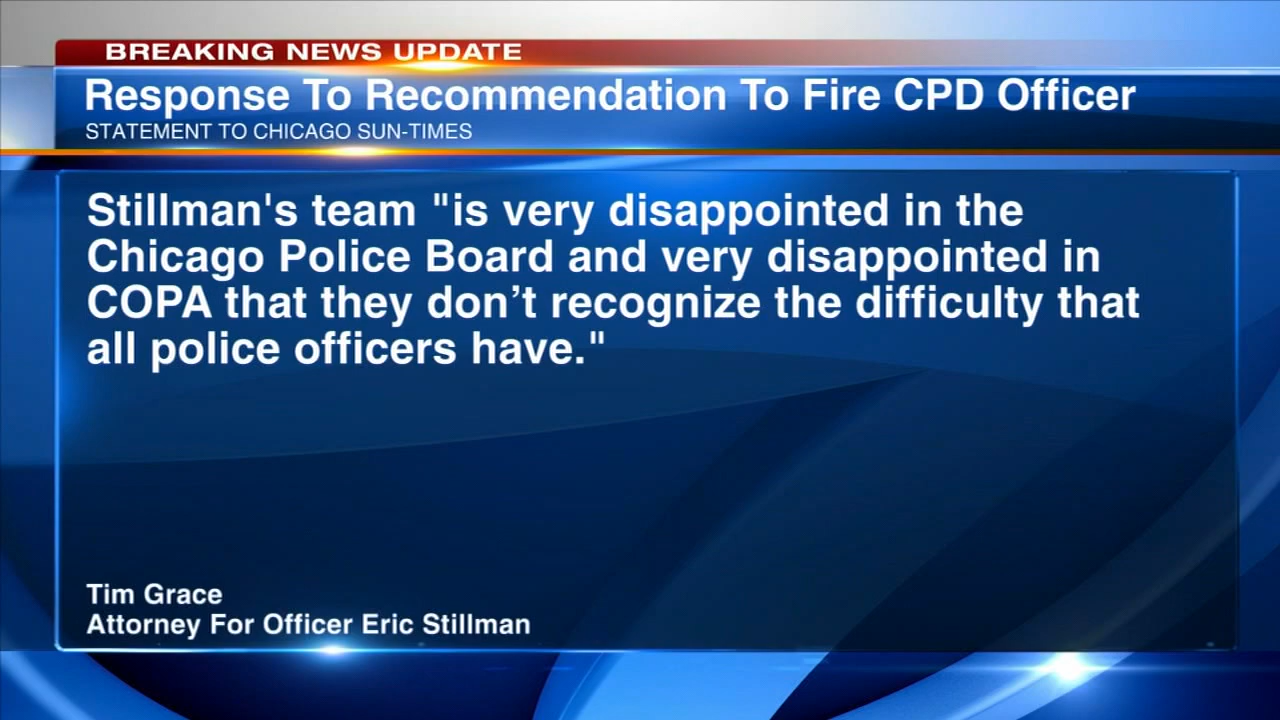 BREAKING NEWS UPDATE
Response To Recommendation To Fire CPD Officer
STATEMENT TO CHICAGO SUN-TIMES
Stillman's team "is very disappointed in the
Chicago Police Board and very disappointed in
COPA that they don’t recognize the difficulty that
all police officers have."
Tim Grace
Attorney For Officer Eric Stillman